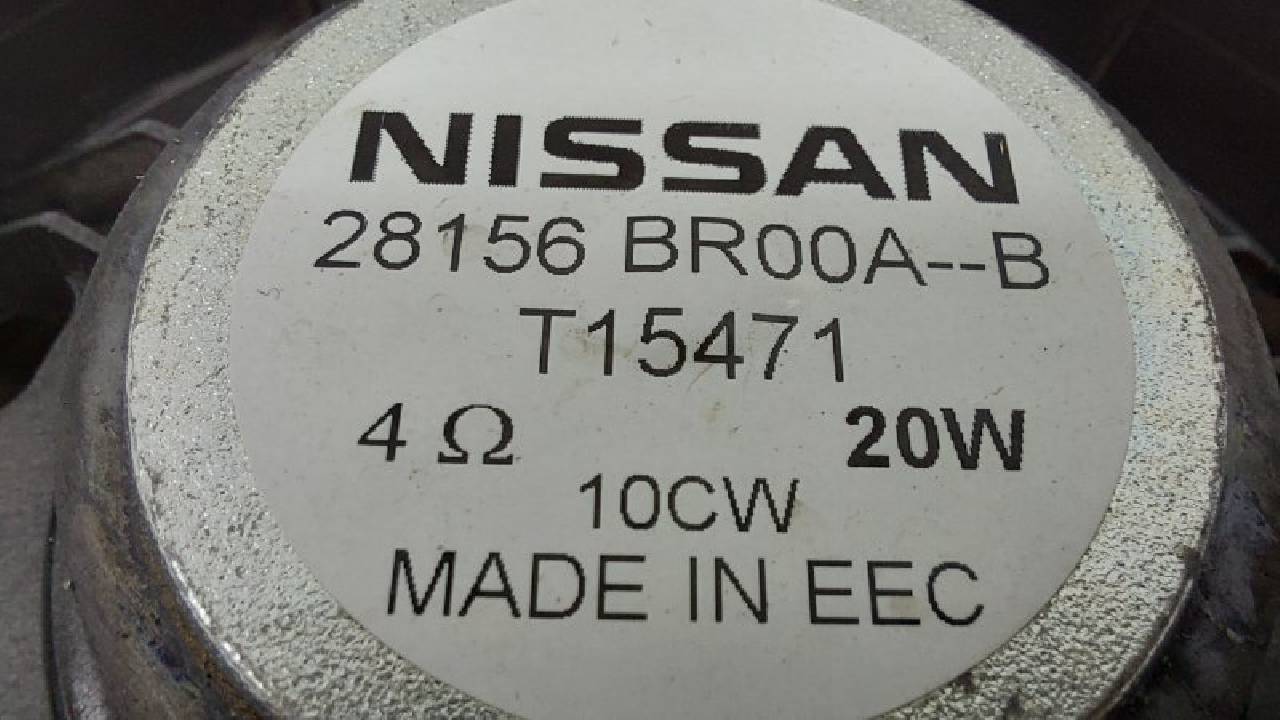 NISSAN
28156 BR00A--B
T15471
4 Ω 20W
10CW
MADE IN EEC